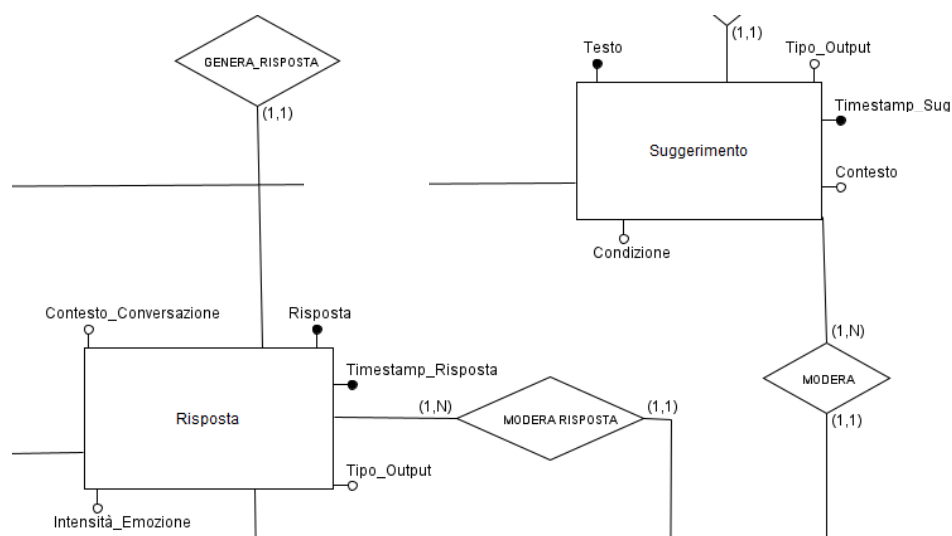 GENERA_RISPOSTA
(1,1)
(1,1)
Testo
Tipo_Output
Timestamp_Sug
Suggerimento
Contesto
Condizione
Contesto_Conversazione
Risposta
Timestamp_Risposta
Risposta
(1,N)
MODERA RISPOSTA
(1,1)
Tipo_Output
Intensità_Emozione
(1,N)
MODERA
(1,1)